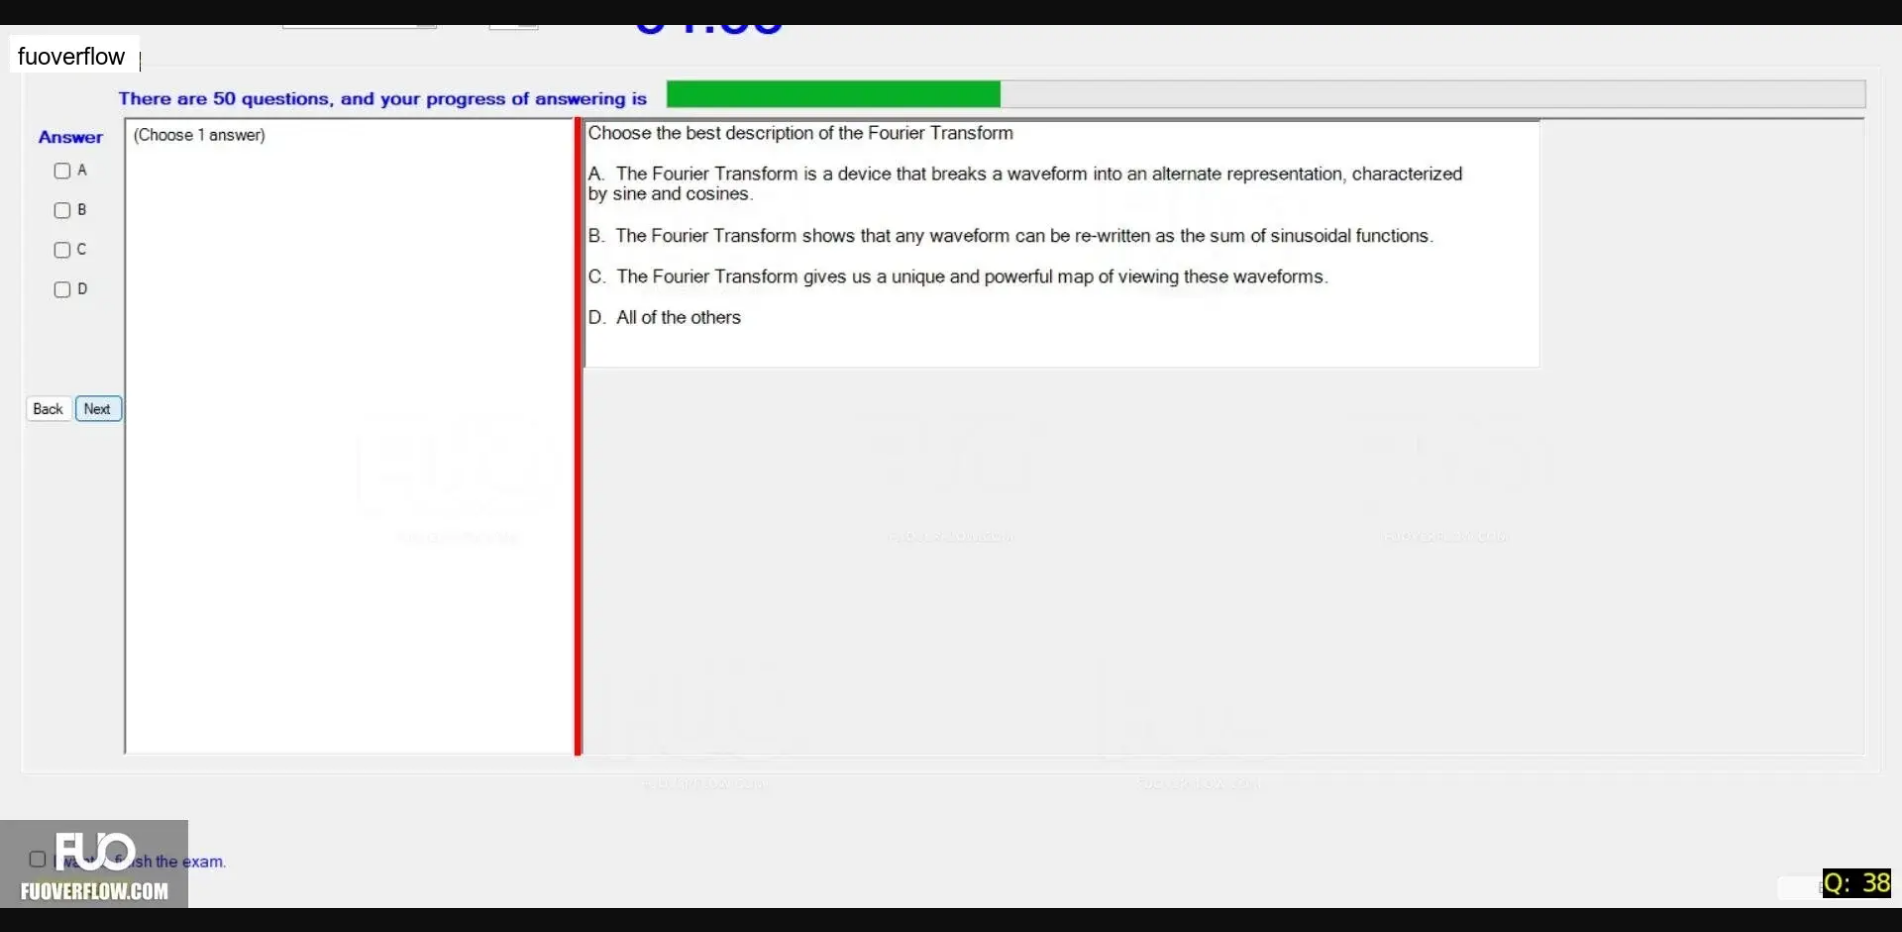 fuoverflow
There are 50 questions, and your progress of answering is
Answer
(Choose 1 answer)
A
B
C
D
Back Next
Choose the best description of the Fourier Transform
A. The Fourier Transform is a device that breaks a waveform into an alternate representation, characterized
by sine and cosines.
B. The Fourier Transform shows that any waveform can be re-written as the sum of sinusoidal functions.
C. The Fourier Transform gives us a unique and powerful map of viewing these waveforms.
D. All of the others
FUO
FUOVERFLOW.COM
the exam.
Q: 38